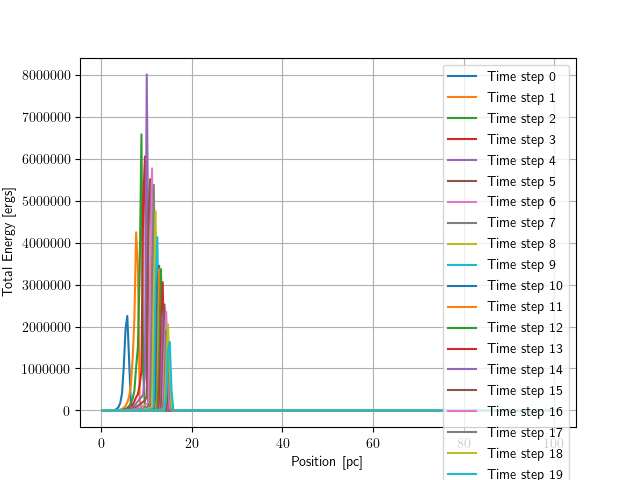 8000000
7000000
6000000
5000000
4000000
3000000
2000000
1000000
0
Total Energy [ergs]
0 20 40 60 80 100
Position [pc]
Time step 0
Time step 1
Time step 2
Time step 3
Time step 4
Time step 5
Time step 6
Time step 7
Time step 8
Time step 9
Time step 10
Time step 11
Time step 12
Time step 13
Time step 14
Time step 15
Time step 16
Time step 17
Time step 18
Time step 19